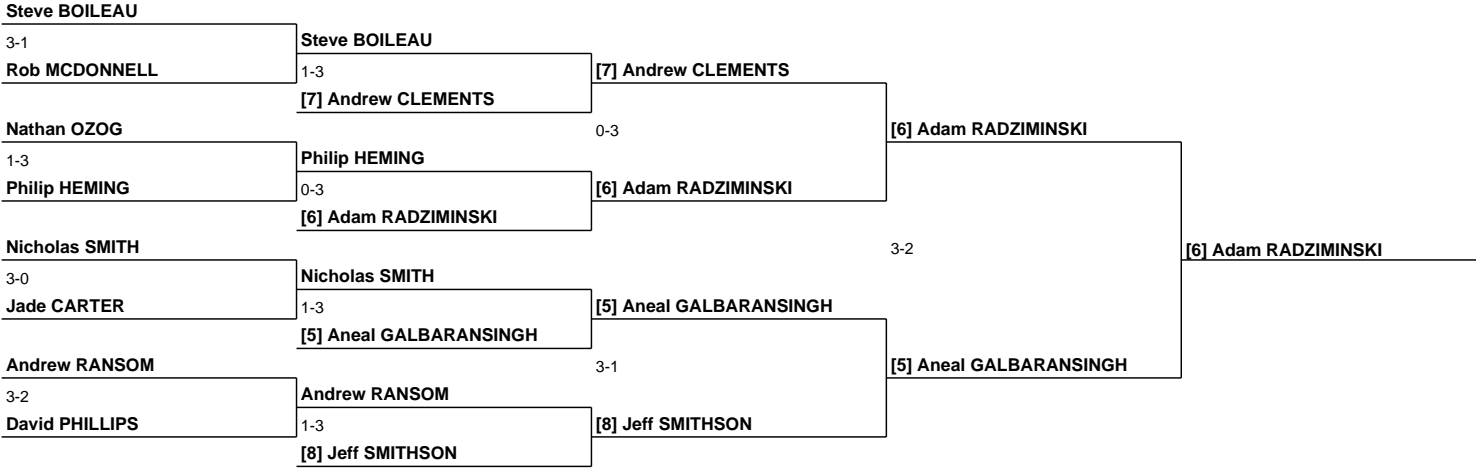 Steve BOILEAU
3-1
Rob MCDONNELL
Nathan OZOG
1-3
Philip HEMING
Nicholas SMITH
3-0
Jade CARTER
Andrew RANSOM
3-2
David PHILLIPS
Steve BOILEAU
1-3
[7] Andrew CLEMENTS
Philip HEMING
0-3
[6] Adam RADZIMINSKI
Nicholas SMITH
1-3
[5] Aneal GALBARANSINGH
Andrew RANSOM
1-3
[8] Jeff SMITHSON
[7] Andrew CLEMENTS
0-3
[6] Adam RADZIMINSKI
[5] Aneal GALBARANSINGH
3-1
[8] Jeff SMITHSON
[6] Adam RADZIMINSKI
3-2
[5] Aneal GALBARANSINGH
[6] Adam RADZIMINSKI